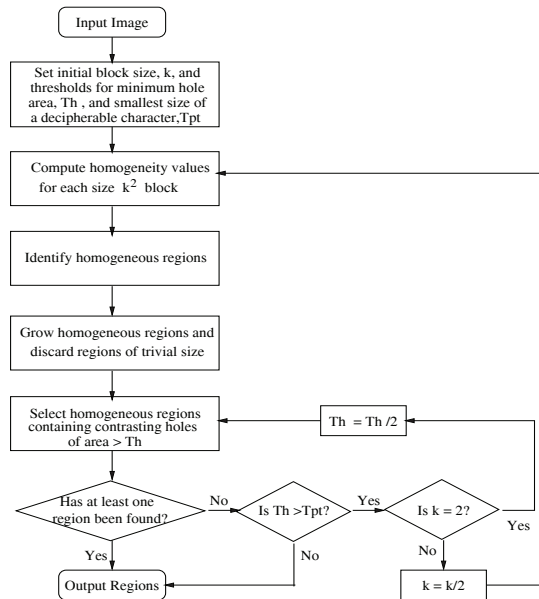 Input Image
Set initial block size, k, and
thresholds for minimum hole
area, Th , and smallest size of
a decipherable character,Tpt
Compute homogeneity values
for each size k² block
Identify homogeneous regions
Grow homogeneous regions and
discard regions of trivial size
Select homogeneous regions
containing contrasting holes
of area > Th
Th = Th /2
Has at least one
region been found?
No
Is Th >Tpt?
Yes
Is k = 2?
Yes
Yes
No
No
Output Regions
k = k/2